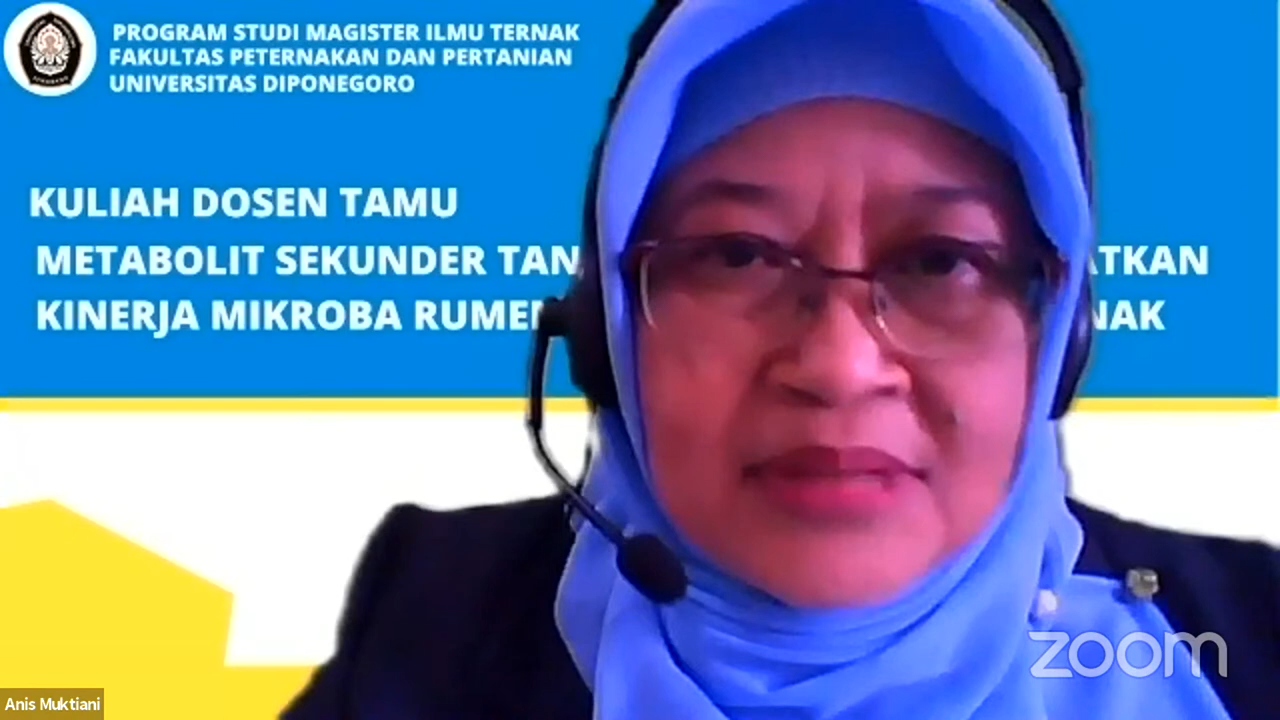 PROGRAM STUDI MAGISTER ILMU TERNAK
FAKULTAS PETERNAKAN DAN PERTANIAN
UNIVERSITAS DIPONEGORO
KULIAH DOSEN TAMU
METABOLIT SEKUNDER TAN ATKAN
KINERJA MIKROBA RUMEN NAK
zoom
Anis Muktiani